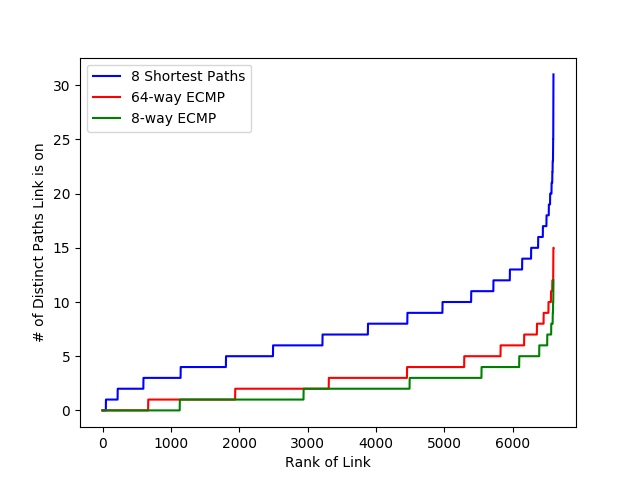 8 Shortest Paths
64-way ECMP
8-way ECMP
# of Distinct Paths Link is on
30
25
20
15
10
5
0
0 1000 2000 3000 4000 5000 6000
Rank of Link